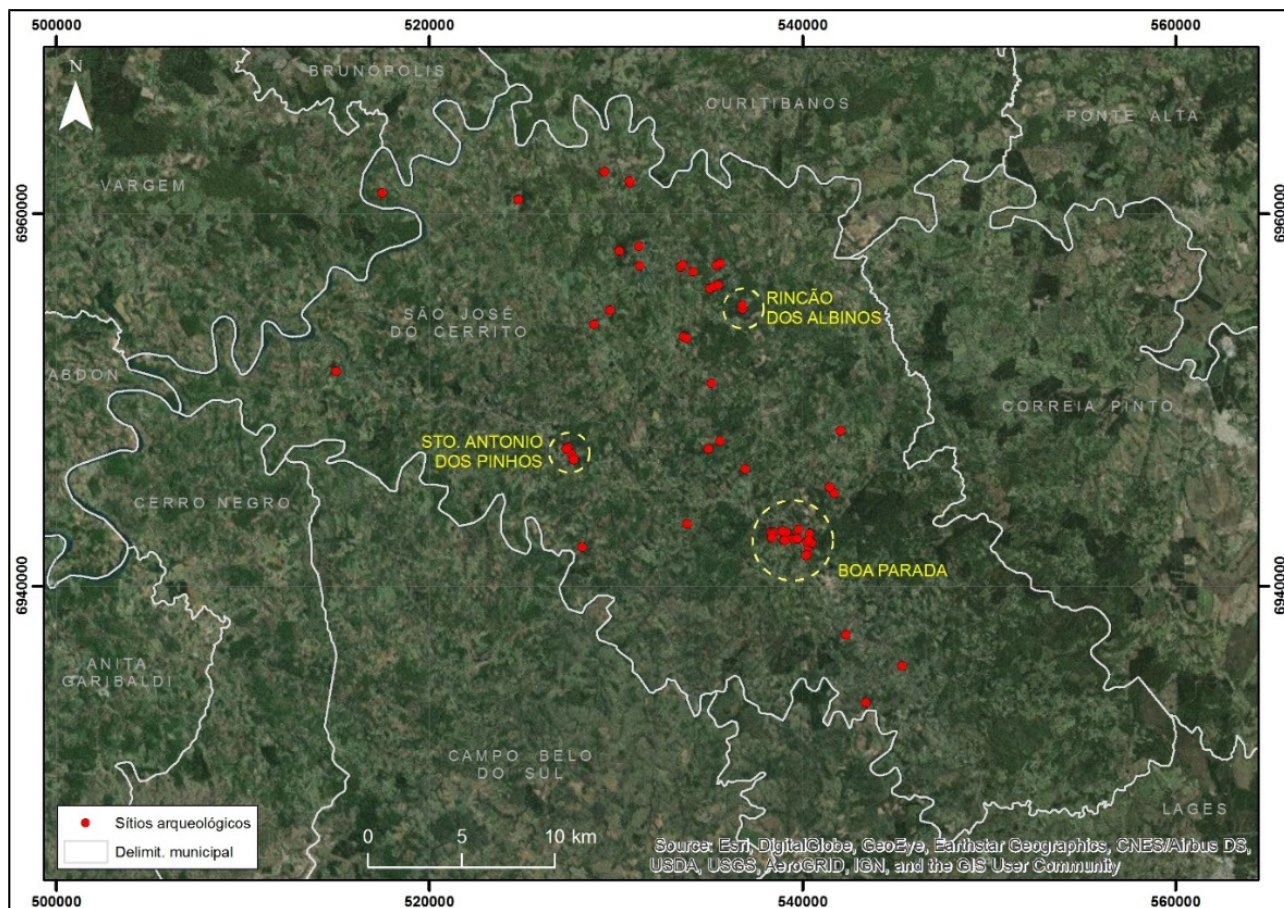 500000
520000
540000
560000
N
BRUNÓPOLIS
CURITIBANOS
PONTE ALTA
VARGEM
6960000
6960000
RINCÃO
DOS ALBINOS
SÃO JOSÉ
DO CERRITO
ABDON
CORREIA PINTO
STO. ANTONIO
DOS PINHOS
CERRO NEGRO
BOA PARADA
6940000
6940000
ANITA
GARIBALDI
CAMPO BELO
DO SUL
LAGES
Sítios arqueológicos
Delimit. municipal
0 5 10 km
Source: Esri, DigitalGlobe, GeoEye, Earthstar Geographics, CNES/Airbus DS,
USDA, USGS, AeroGRID, IGN, and the GIS User Community
500000
520000
540000
560000